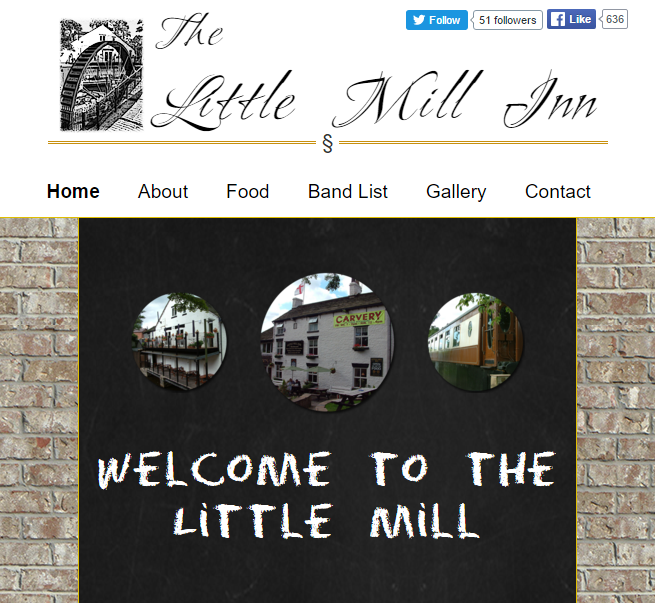 The
Little Mill Inn
Follow 51 followers Like 636
§
Home About Food Band List Gallery Contact
CARVERY
WELCOME TO THE
LiTTLE MiLL